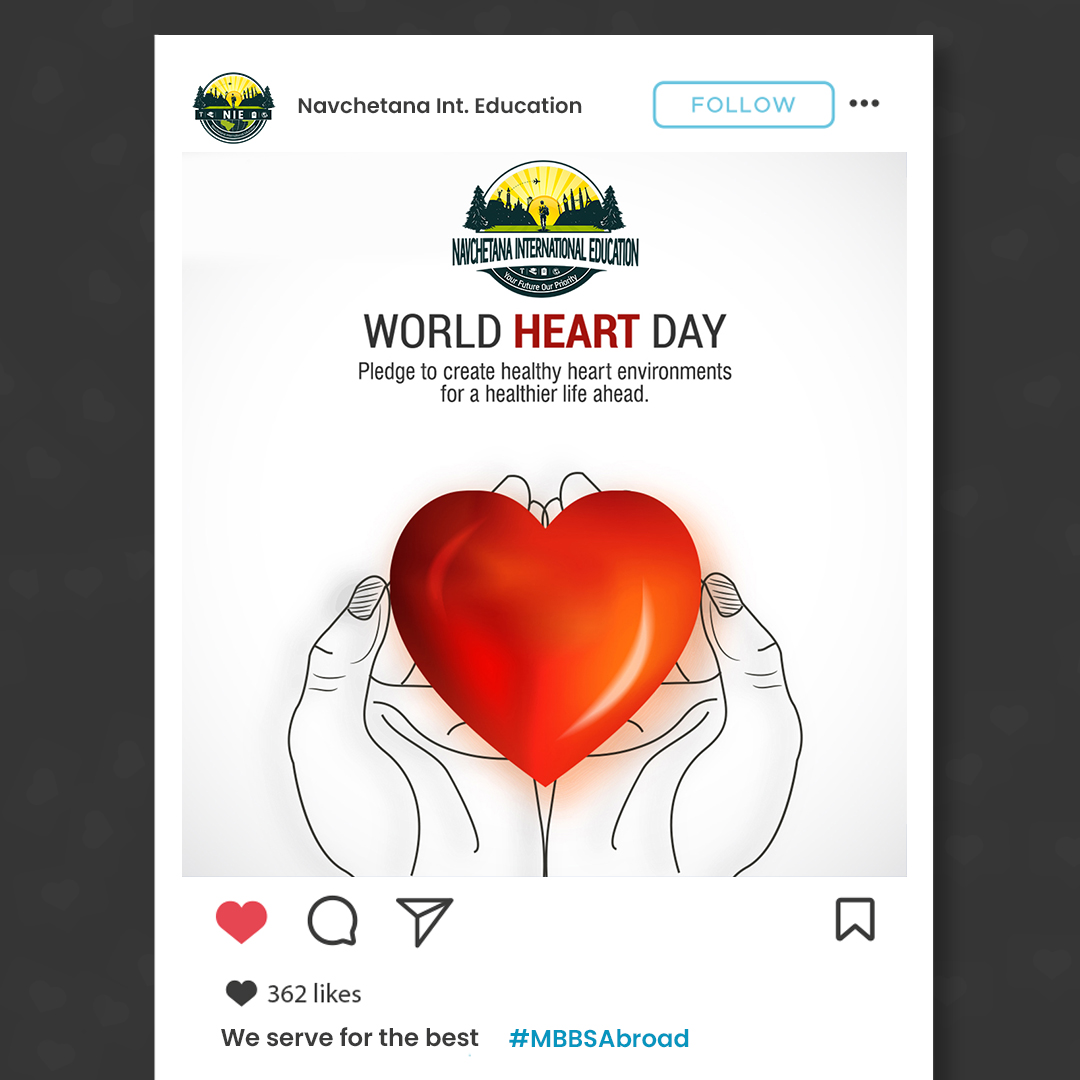 NIE
Navchetana Int. Education
FOLLOW
NAVCHETANA INTERNATIONAL EDUCATION
Your Future Our Priority
WORLD HEART DAY
Pledge to create healthy heart environments
for a healthier life ahead.
362 likes
We serve for the best #MBBSAbroad